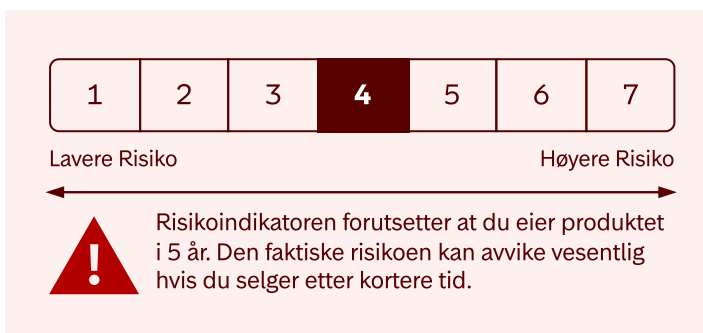 1 2 3 4 5 6 7
Lavere Risiko Høyere Risiko
Risikoindikatoren forutsetter at du eier produktet
i 5 år. Den faktiske risikoen kan avvike vesentlig
hvis du selger etter kortere tid.